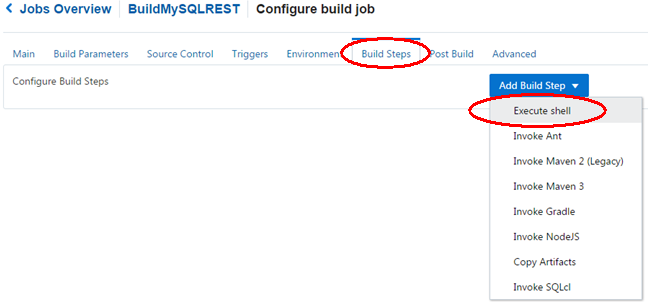 Jobs Overview BuildMySQLREST Configure build job
Main Build Parameters Source Control Triggers Environment Build Steps Post Build Advanced
Configure Build Steps Add Build Step
Execute shell
Invoke Ant
Invoke Maven 2 (Legacy)
Invoke Maven 3
Invoke Gradle
Invoke NodeJS
Copy Artifacts
Invoke SQLcl